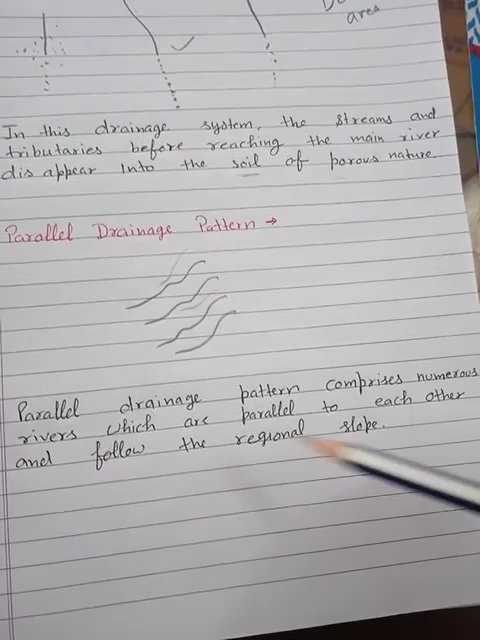 area
In this drainage system, the streams and
tributaries before reaching the main river
disappear into the soil of porous nature.
Parallel Drainage Pattern →
Parallel drainage pattern comprises numerous
rivers which are parallel to each other
and follow the regional slope.